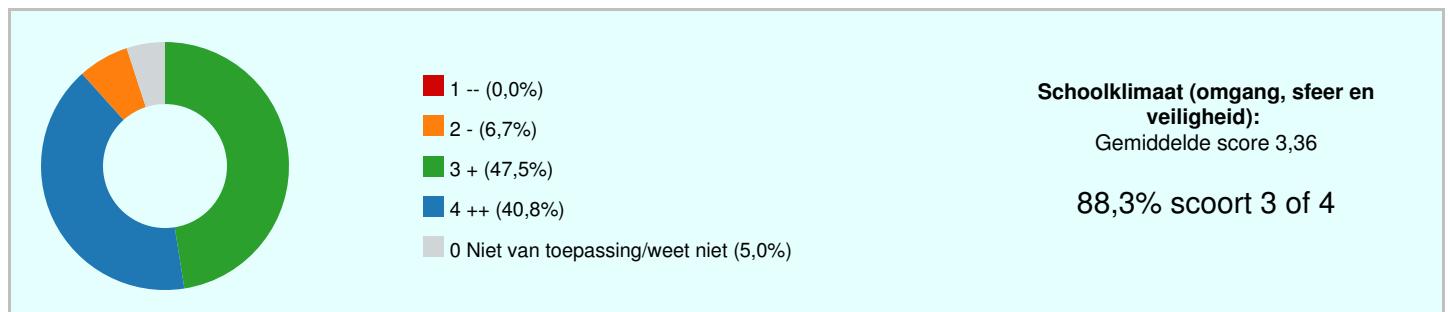 1 -- (0,0%)
2 - (6,7%)
3 + (47,5%)
4 ++ (40,8%)
0 Niet van toepassing/weet niet (5,0%)
Schoolklimaat (omgang, sfeer en
veiligheid):
Gemiddelde score 3,36
88,3% scoort 3 of 4